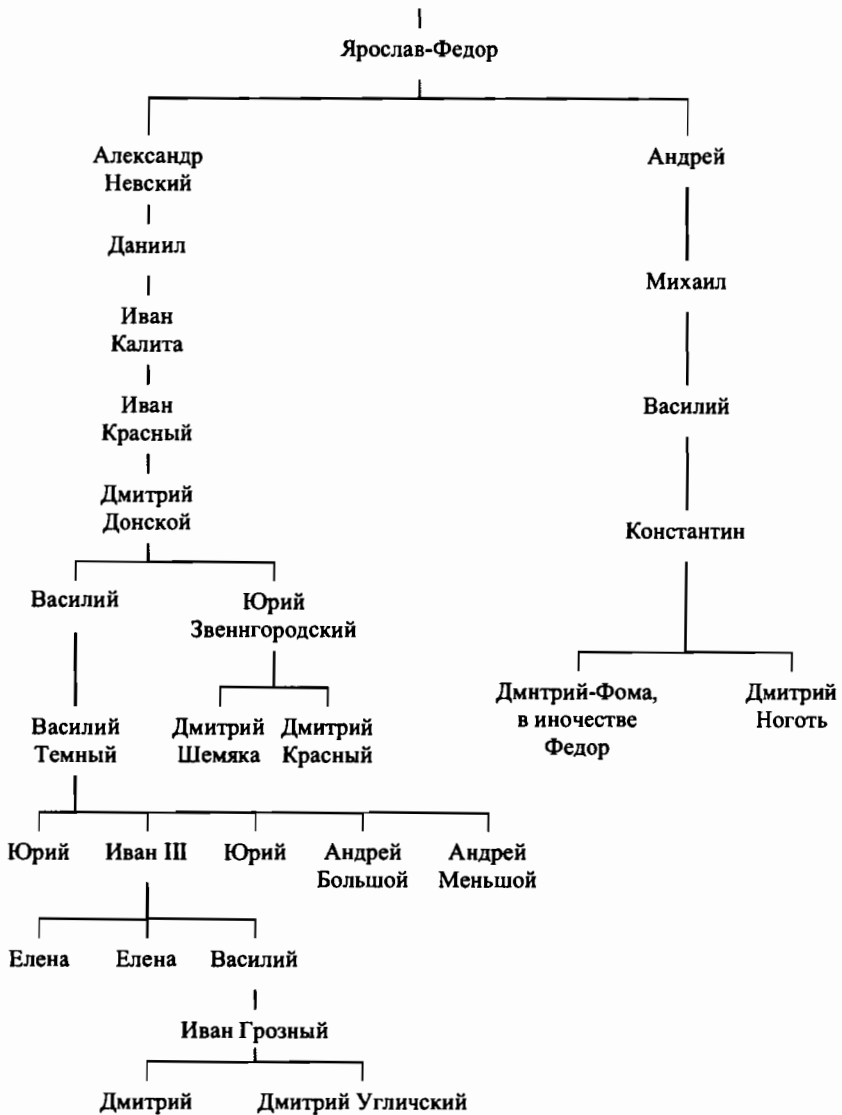 Ярослав-Федор
Александр
Невский
Андрей
Даниил
Михаил
Иван
Калита
Иван
Красный
Василий
Дмитрий
Донской
Константин
Василий
Юрий
Звеннгородский
Дмнтрий-Фома,
в иночестве
Федор
Дмитрий
Ноготь
Василий
Темный
Дмитрий
Шемяка
Дмитрий
Красный
Юрий
Иван III
Юрий
Андрей
Большой
Андрей
Меньшой
Елена
Елена
Василий
Иван Грозный
Дмитрий
Дмитрий Угличский